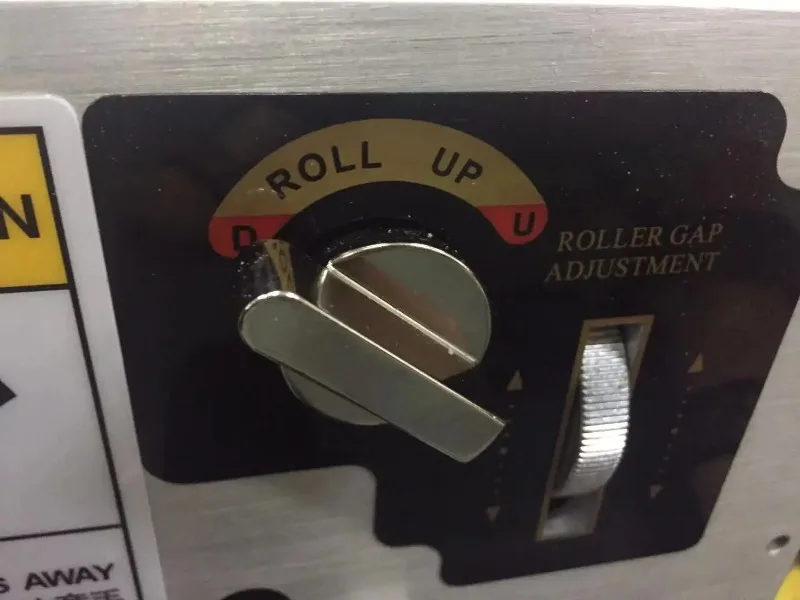 ROLL UP
D U
ROLLER GAP
ADJUSTMENT
N
S AWAY